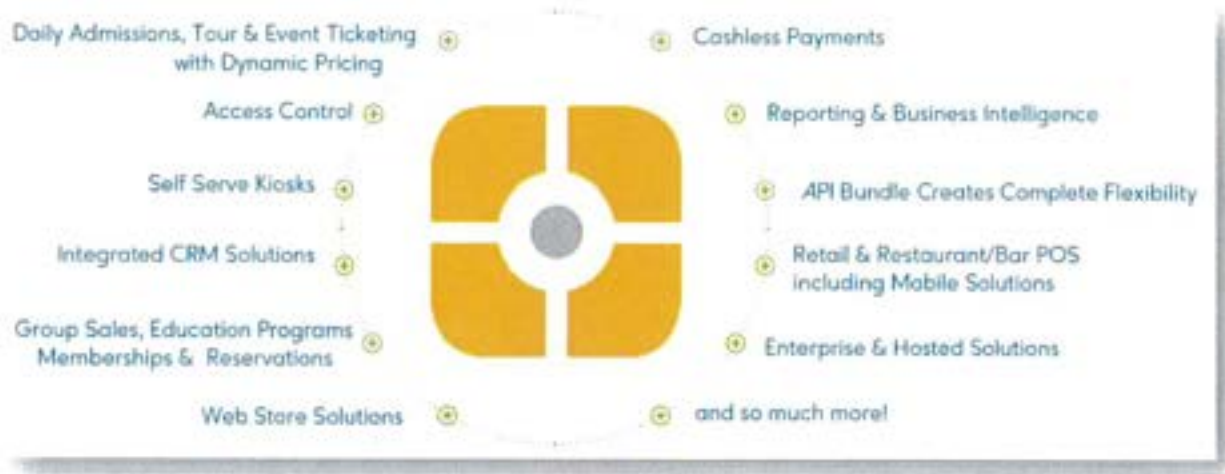 Daily Admissions, Tour & Event Ticketing
with Dynamic Pricing
Access Control
Self Serve Kiosks
Integrated CRM Solutions
Group Sales, Education Programs
Memberships & Reservations
Web Store Solutions
Cashless Payments
Reporting & Business Intelligence
API Bundle Creates Complete Flexibility
Retail & Restaurant/Bar POS
including Mobile Solutions
Enterprise & Hosted Solutions
and so much more!